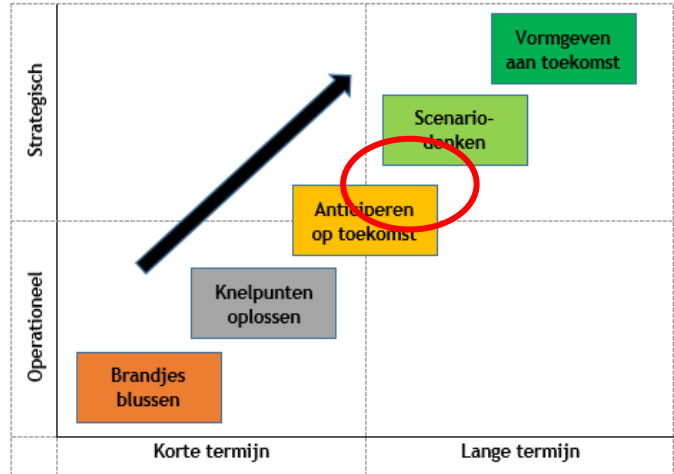 Strategisch
Operationeel
Vormgeven
aan toekomst
Scenario-
denken
Anticiperen
op toekomst
Knelpunten
oplossen
Brandjes
blussen
Korte termijn
Lange termijn